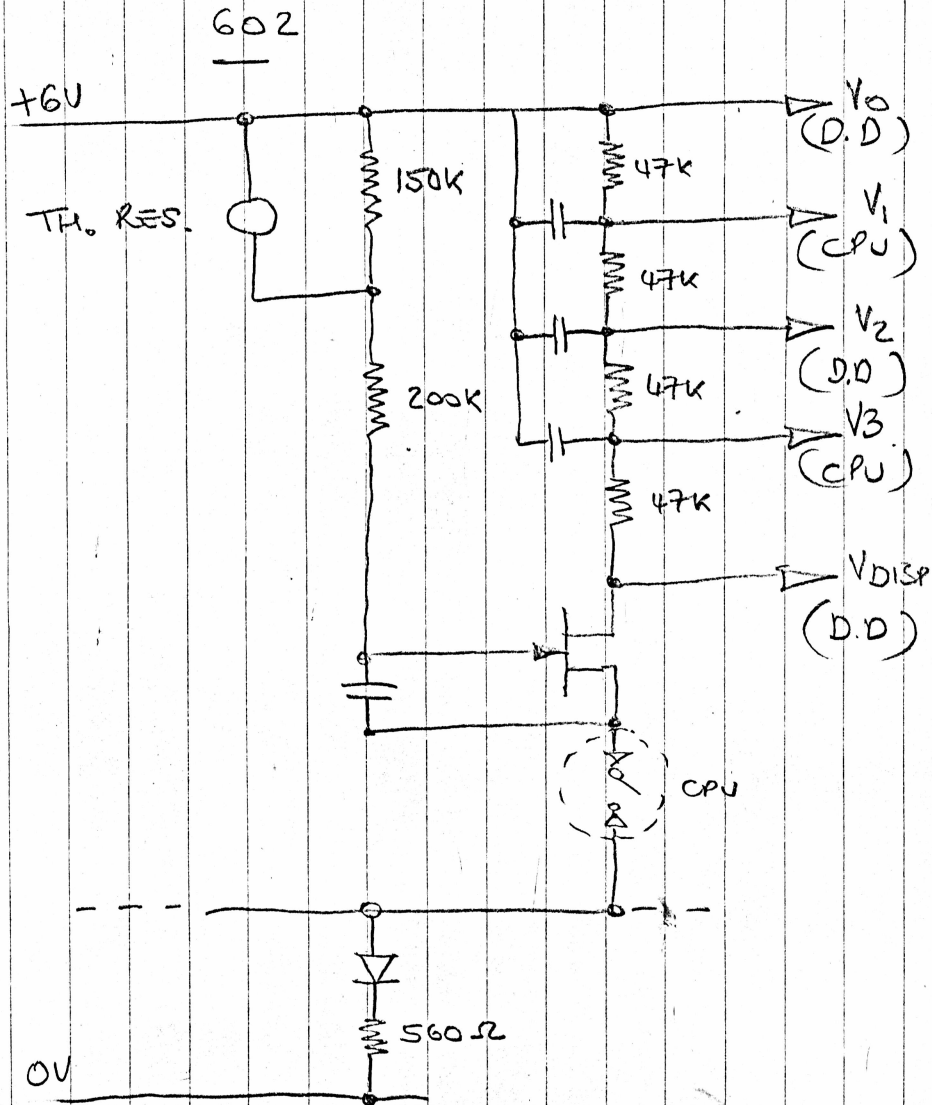 602
+6V
V0
(D.D)
150K
47K
TH. RES.
V1
(CPU)
47K
V2
(D.D)
200K
47K
V3
(CPU)
47K
VDISP
(D.D)
CPU
560Ω
0V